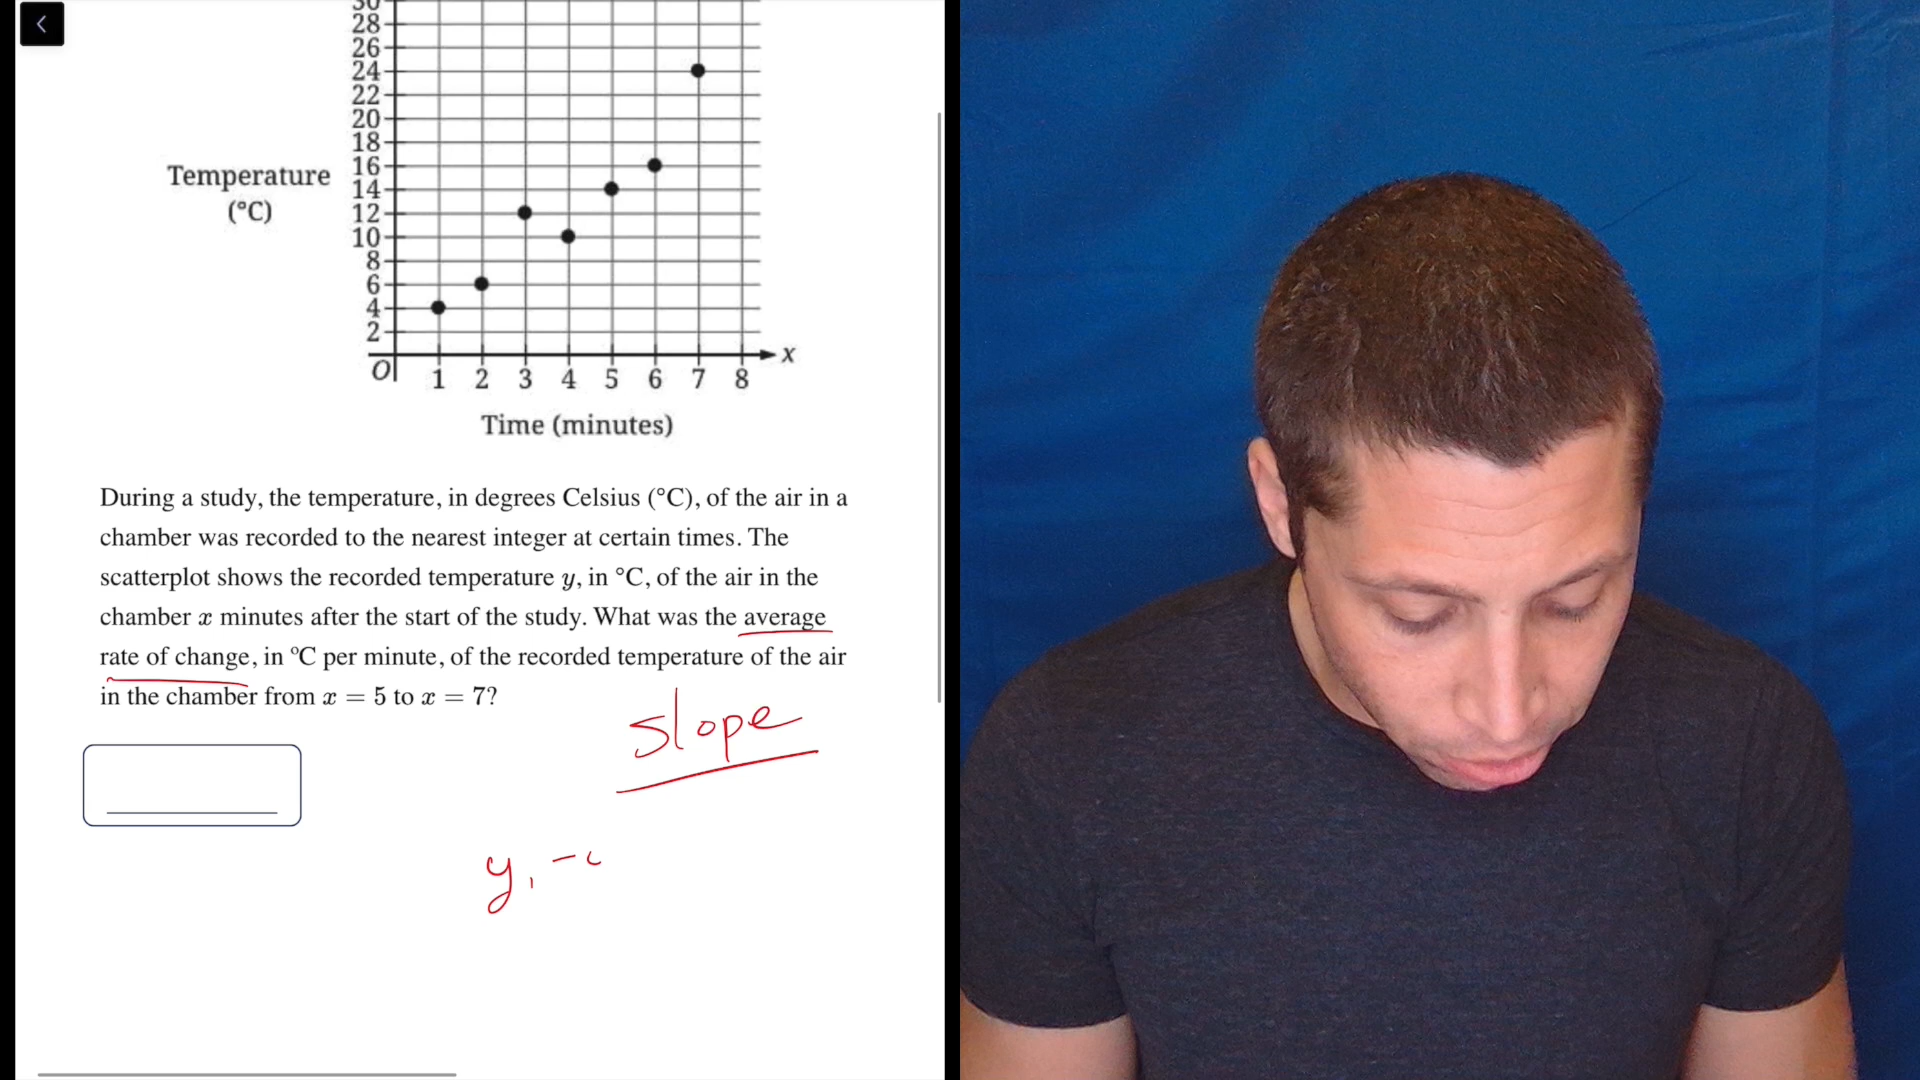 30
28
26
24
22
20
18
16
14
12
10
8
6
4
2
Temperature
(°C)
O 1 2 3 4 5 6 7 8 x
Time (minutes)
During a study, the temperature, in degrees Celsius (°C), of the air in a
chamber was recorded to the nearest integer at certain times. The
scatterplot shows the recorded temperature y, in °C, of the air in the
chamber x minutes after the start of the study. What was the average
rate of change, in °C per minute, of the recorded temperature of the air
in the chamber from x = 5 to x = 7?
slope
y₁ -